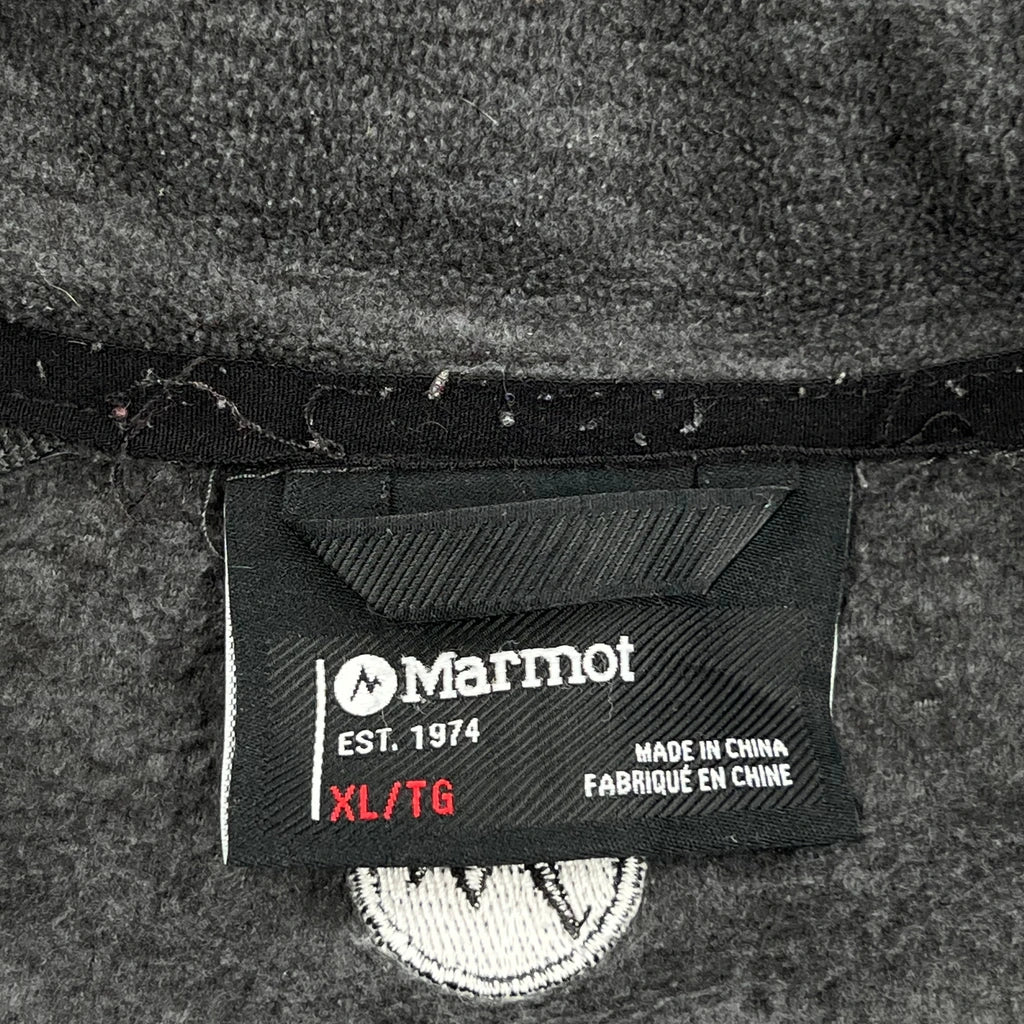 Marmot
EST. 1974
XL/TG
MADE IN CHINA
FABRIQUÉ EN CHINE